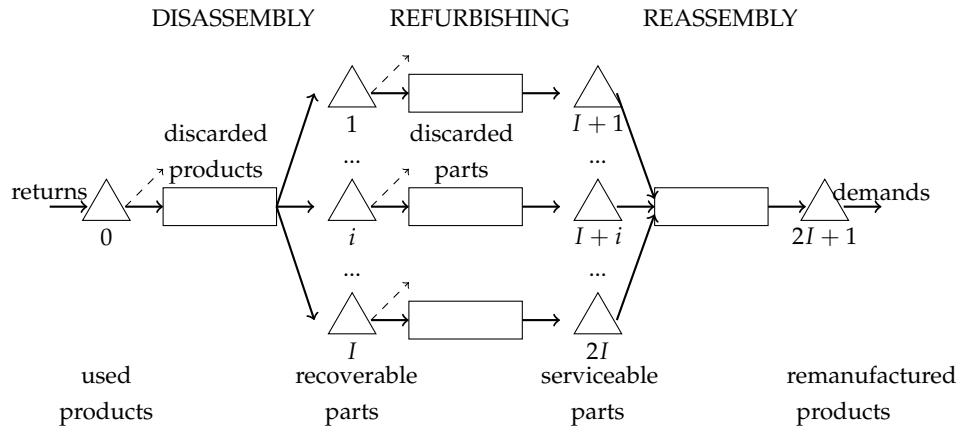 DISASSEMBLY REFURBISHING REASSEMBLY
1
I + 1
discarded
products
discarded
parts
...
...
returns
demands
0
i
I + i
2I + 1
...
...
I
2I
used
products
recoverable
parts
serviceable
parts
remanufactured
products